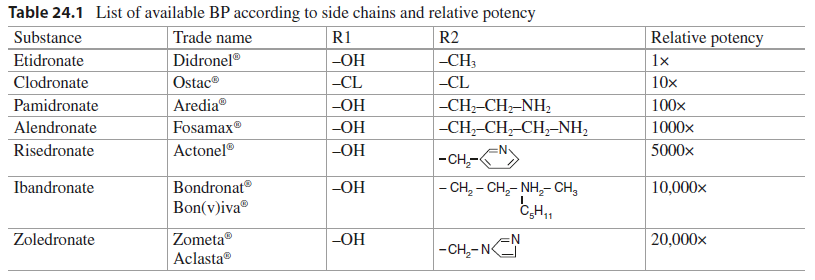 Table 24.1 List of available BP according to side chains and relative potency
Substance Trade name R1 R2 Relative potency
Etidronate Didronel® –OH –CH₃ 1×
Clodronate Ostac® –CL –CL 10×
Pamidronate Aredia® –OH –CH₂–CH₂–NH₂ 100×
Alendronate Fosamax® –OH –CH₂–CH₂–CH₂–NH₂ 1000×
Risedronate Actonel® –OH -CH₂- N 5000×
Ibandronate Bondronat® –OH – CH₂ – CH₂ – NH₂ – CH₃ 10,000×
Bon(v)iva® C₅H₁₁
Zoledronate Zometa® –OH -CH₂- N N 20,000×
Aclasta®